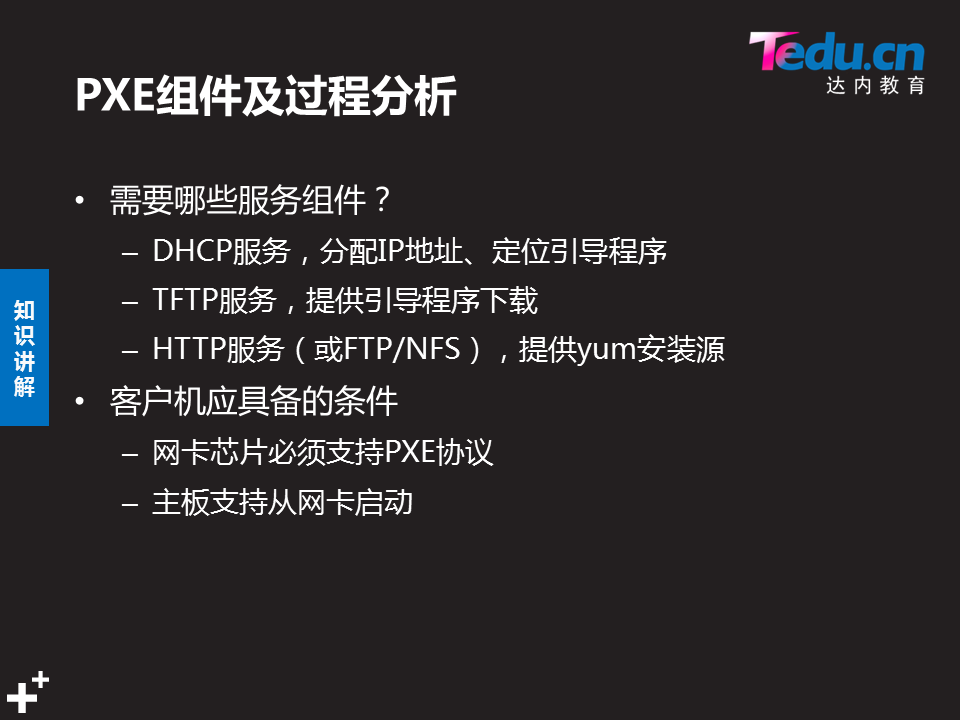 Tedu.cn
达内教育
PXE组件及过程分析
• 需要哪些服务组件？
– DHCP服务，分配IP地址、定位引导程序
– TFTP服务，提供引导程序下载
– HTTP服务（或FTP/NFS），提供yum安装源
• 客户机应具备的条件
– 网卡芯片必须支持PXE协议
– 主板支持从网卡启动
知
识
讲
解